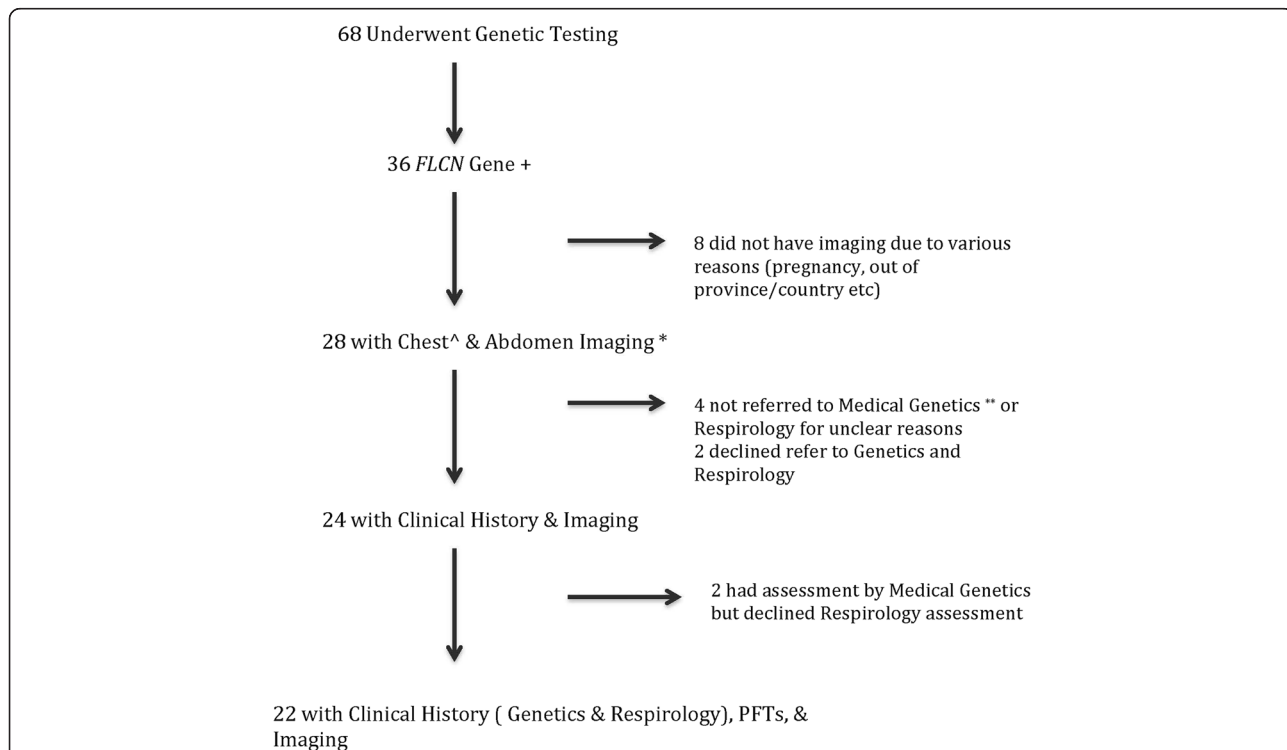 68 Underwent Genetic Testing
36 FLCN Gene +
8 did not have imaging due to various
reasons (pregnancy, out of
province/country etc)
28 with Chest^ & Abdomen Imaging *
4 not referred to Medical Genetics ** or
Respirology for unclear reasons
2 declined refer to Genetics and
Respirology
24 with Clinical History & Imaging
2 had assessment by Medical Genetics
but declined Respirology assessment
22 with Clinical History ( Genetics & Respirology), PFTs, &
Imaging